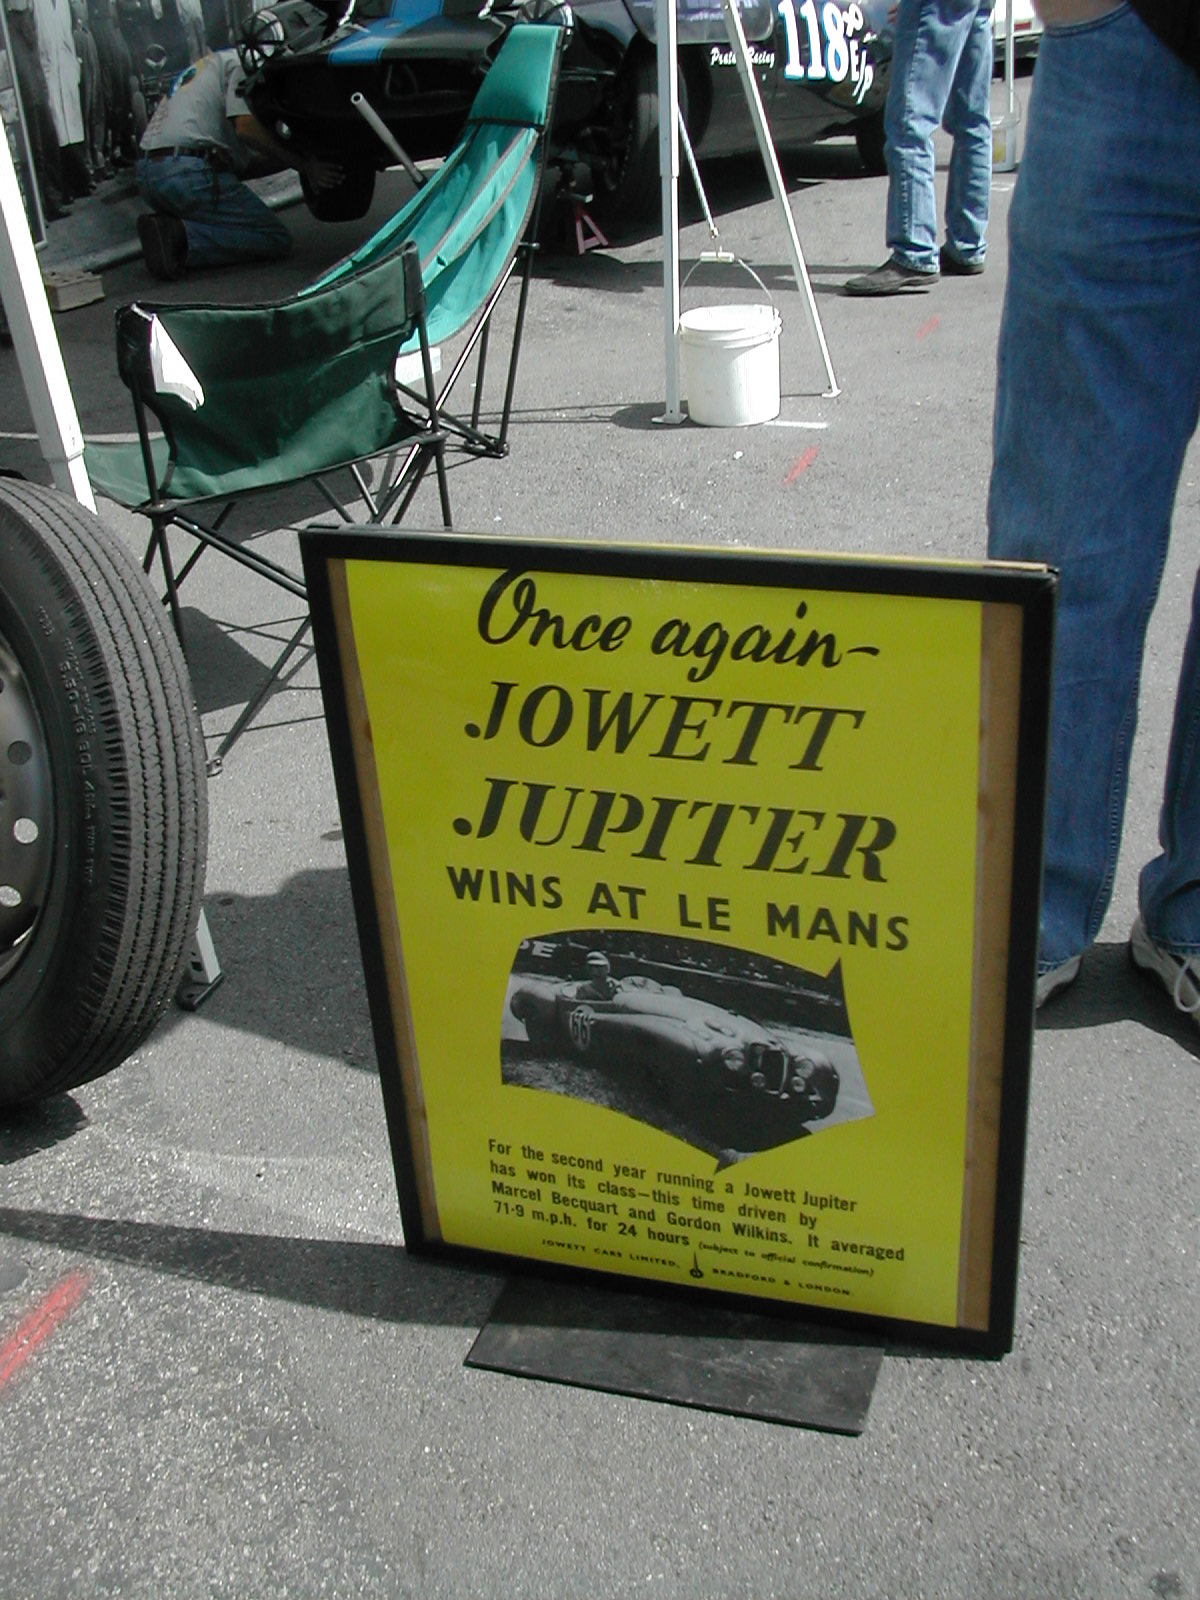 118
E/P
Once again-
JOWETT
JUPITER
WINS AT LE MANS
PE
66
For the second year running a Jowett Jupiter
has won its class—this time driven by
Marcel Becquart and Gordon Wilkins. It averaged
71·9 m.p.h. for 24 hours (subject to official confirmation)
JOWETT CARS LIMITED, BRADFORD & LONDON.